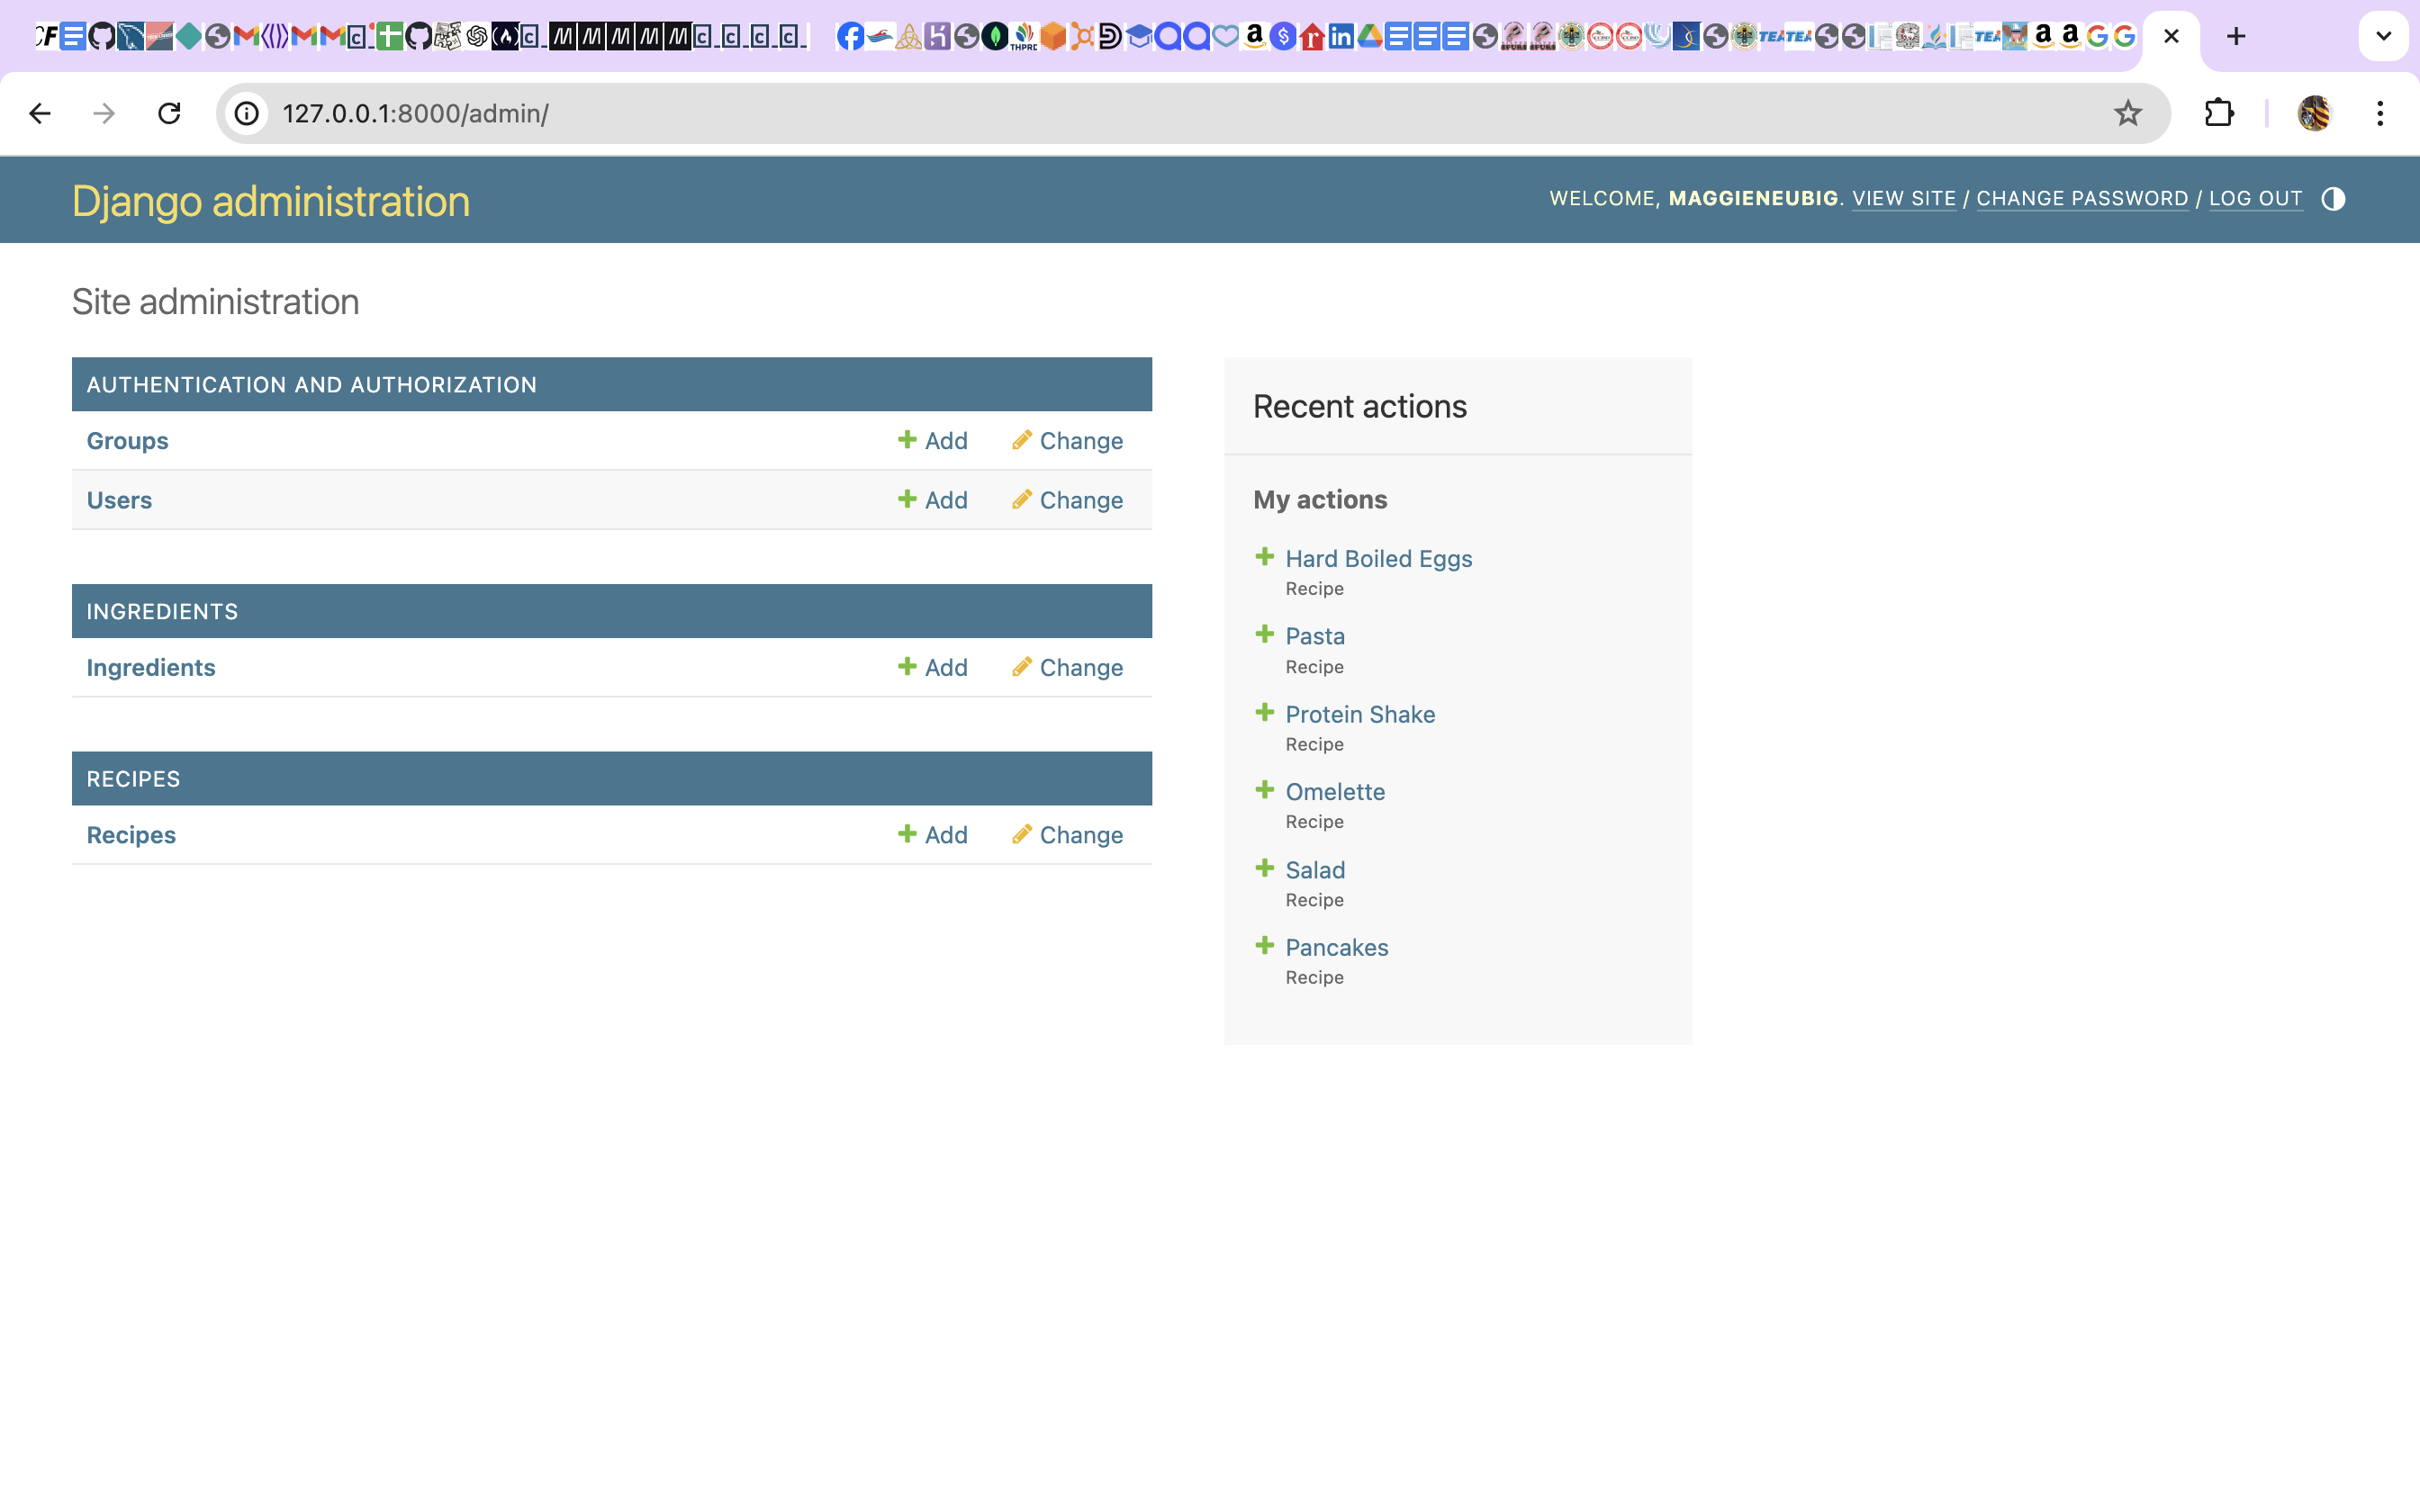 127.0.0.1:8000/admin/
Django administration
WELCOME, MAGGIENEUBIG. VIEW SITE / CHANGE PASSWORD / LOG OUT
Site administration
AUTHENTICATION AND AUTHORIZATION
Groups Add Change
Users Add Change
INGREDIENTS
Ingredients Add Change
RECIPES
Recipes Add Change
Recent actions
My actions
Hard Boiled Eggs
Recipe
Pasta
Recipe
Protein Shake
Recipe
Omelette
Recipe
Salad
Recipe
Pancakes
Recipe